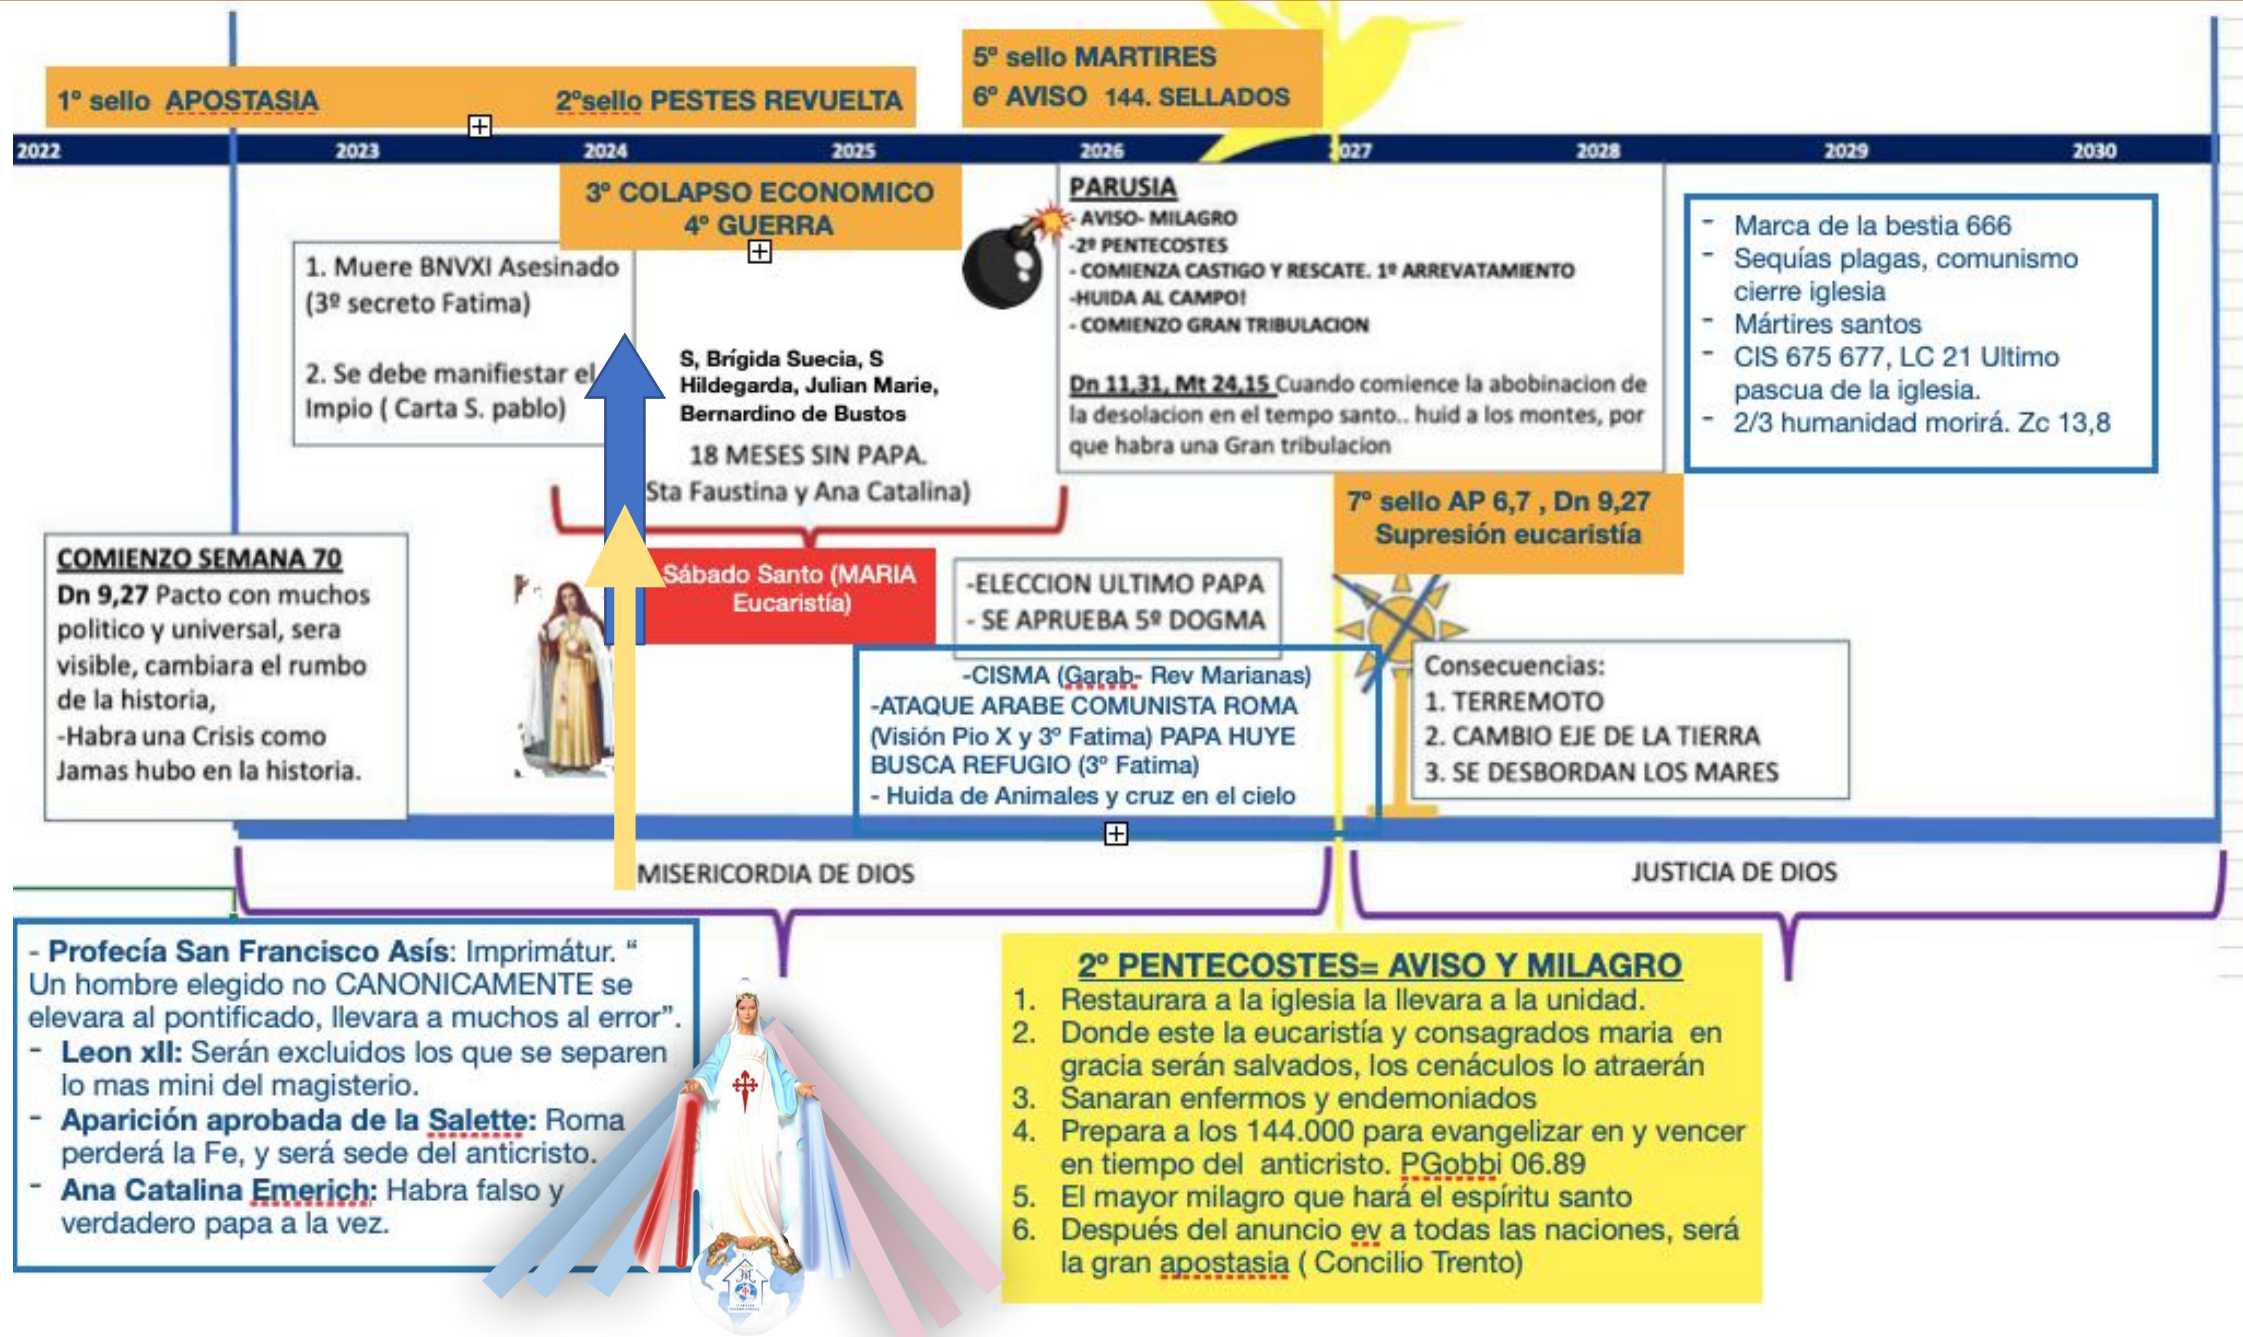 5º sello MARTIRES
6º AVISO 144. SELLADOS
1º sello APOSTASIA
2ºsello PESTES REVUELTA
2022
2023
2024
2025
2026
2027
2028
2029
2030
3º COLAPSO ECONOMICO
4º GUERRA
1. Muere BNVXI Asesinado
(3º secreto Fatima)
2. Se debe manifiestar el
Impio ( Carta S. pablo)
S, Brígida Suecia, S
Hildegarda, Julian Marie,
Bernardino de Bustos
18 MESES SIN PAPA.
Sta Faustina y Ana Catalina)
PARUSIA
- AVISO- MILAGRO
-2º PENTECOSTES
- COMIENZA CASTIGO Y RESCATE. 1º ARREVATAMIENTO
-HUIDA AL CAMPO!
- COMIENZO GRAN TRIBULACION
Dn 11,31, Mt 24,15 Cuando comience la abobinacion de
la desolacion en el tempo santo.. huid a los montes, por
que habra una Gran tribulacion
- Marca de la bestia 666
- Sequías plagas, comunismo
cierre iglesia
- Mártires santos
- CIS 675 677, LC 21 Ultimo
pascua de la iglesia.
- 2/3 humanidad morirá. Zc 13,8
COMIENZO SEMANA 70
Dn 9,27 Pacto con muchos
politico y universal, sera
visible, cambiara el rumbo
de la historia,
-Habra una Crisis como
Jamas hubo en la historia.
Sábado Santo (MARIA
Eucaristía)
-ELECCION ULTIMO PAPA
- SE APRUEBA 5º DOGMA
7º sello AP 6,7 , Dn 9,27
Supresión eucaristía
-CISMA (Garab- Rev Marianas)
-ATAQUE ARABE COMUNISTA ROMA
(Visión Pio X y 3º Fatima) PAPA HUYE
BUSCA REFUGIO (3º Fatima)
- Huida de Animales y cruz en el cielo
Consecuencias:
1. TERREMOTO
2. CAMBIO EJE DE LA TIERRA
3. SE DESBORDAN LOS MARES
MISERICORDIA DE DIOS
JUSTICIA DE DIOS
- Profecía San Francisco Asís: Imprimátur. “
Un hombre elegido no CANONICAMENTE se
elevara al pontificado, llevara a muchos al error”.
- Leon xll: Serán excluidos los que se separen
lo mas mini del magisterio.
- Aparición aprobada de la Salette: Roma
perderá la Fe, y será sede del anticristo.
- Ana Catalina Emerich: Habra falso y
verdadero papa a la vez.
2º PENTECOSTES= AVISO Y MILAGRO
1. Restaurara a la iglesia la llevara a la unidad.
2. Donde este la eucaristía y consagrados maria en
gracia serán salvados, los cenáculos lo atraerán
3. Sanaran enfermos y endemoniados
4. Prepara a los 144.000 para evangelizar en y vencer
en tiempo del anticristo. PGobbi 06.89
5. El mayor milagro que hará el espíritu santo
6. Después del anuncio ev a todas las naciones, será
la gran apostasia ( Concilio Trento)